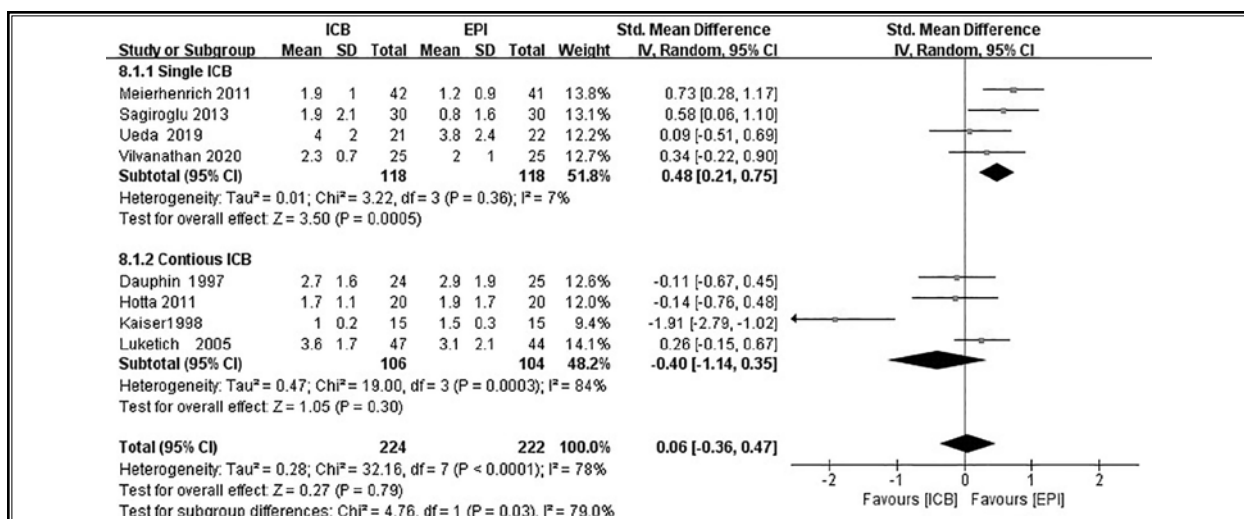 ICB EPI Std. Mean Difference Std. Mean Difference
Study or Subgroup Mean SD Total Mean SD Total Weight IV, Random, 95% CI IV, Random, 95% CI
8.1.1 Single ICB
Meierhenrich 2011 1.9 1 42 1.2 0.9 41 13.8% 0.73 [0.28, 1.17]
Sagiroglu 2013 1.9 2.1 30 0.8 1.6 30 13.1% 0.58 [0.06, 1.10]
Ueda 2019 4 2 21 3.8 2.4 22 12.2% 0.09 [-0.51, 0.69]
Vilvanathan 2020 2.3 0.7 25 2 1 25 12.7% 0.34 [-0.22, 0.90]
Subtotal (95% CI) 118 118 51.8% 0.48 [0.21, 0.75]
Heterogeneity: Tau² = 0.01; Chi² = 3.22, df = 3 (P = 0.36); I² = 7%
Test for overall effect: Z = 3.50 (P = 0.0005)
8.1.2 Contious ICB
Dauphin 1997 2.7 1.6 24 2.9 1.9 25 12.6% -0.11 [-0.67, 0.45]
Hotta 2011 1.7 1.1 20 1.9 1.7 20 12.0% -0.14 [-0.76, 0.48]
Kaiser1998 1 0.2 15 1.5 0.3 15 9.4% -1.91 [-2.79, -1.02]
Luketich 2005 3.6 1.7 47 3.1 2.1 44 14.1% 0.26 [-0.15, 0.67]
Subtotal (95% CI) 106 104 48.2% -0.40 [-1.14, 0.35]
Heterogeneity: Tau² = 0.47; Chi² = 19.00, df = 3 (P = 0.0003); I² = 84%
Test for overall effect: Z = 1.05 (P = 0.30)
Total (95% CI) 224 222 100.0% 0.06 [-0.36, 0.47]
Heterogeneity: Tau² = 0.28; Chi² = 32.16, df = 7 (P < 0.0001); I² = 78%
Test for overall effect: Z = 0.27 (P = 0.79)
Test for subgroup differences: Chi² = 4.76, df = 1 (P = 0.03), I² = 79.0%
-2 -1 0 1 2
Favours [ICB] Favours [EPI]